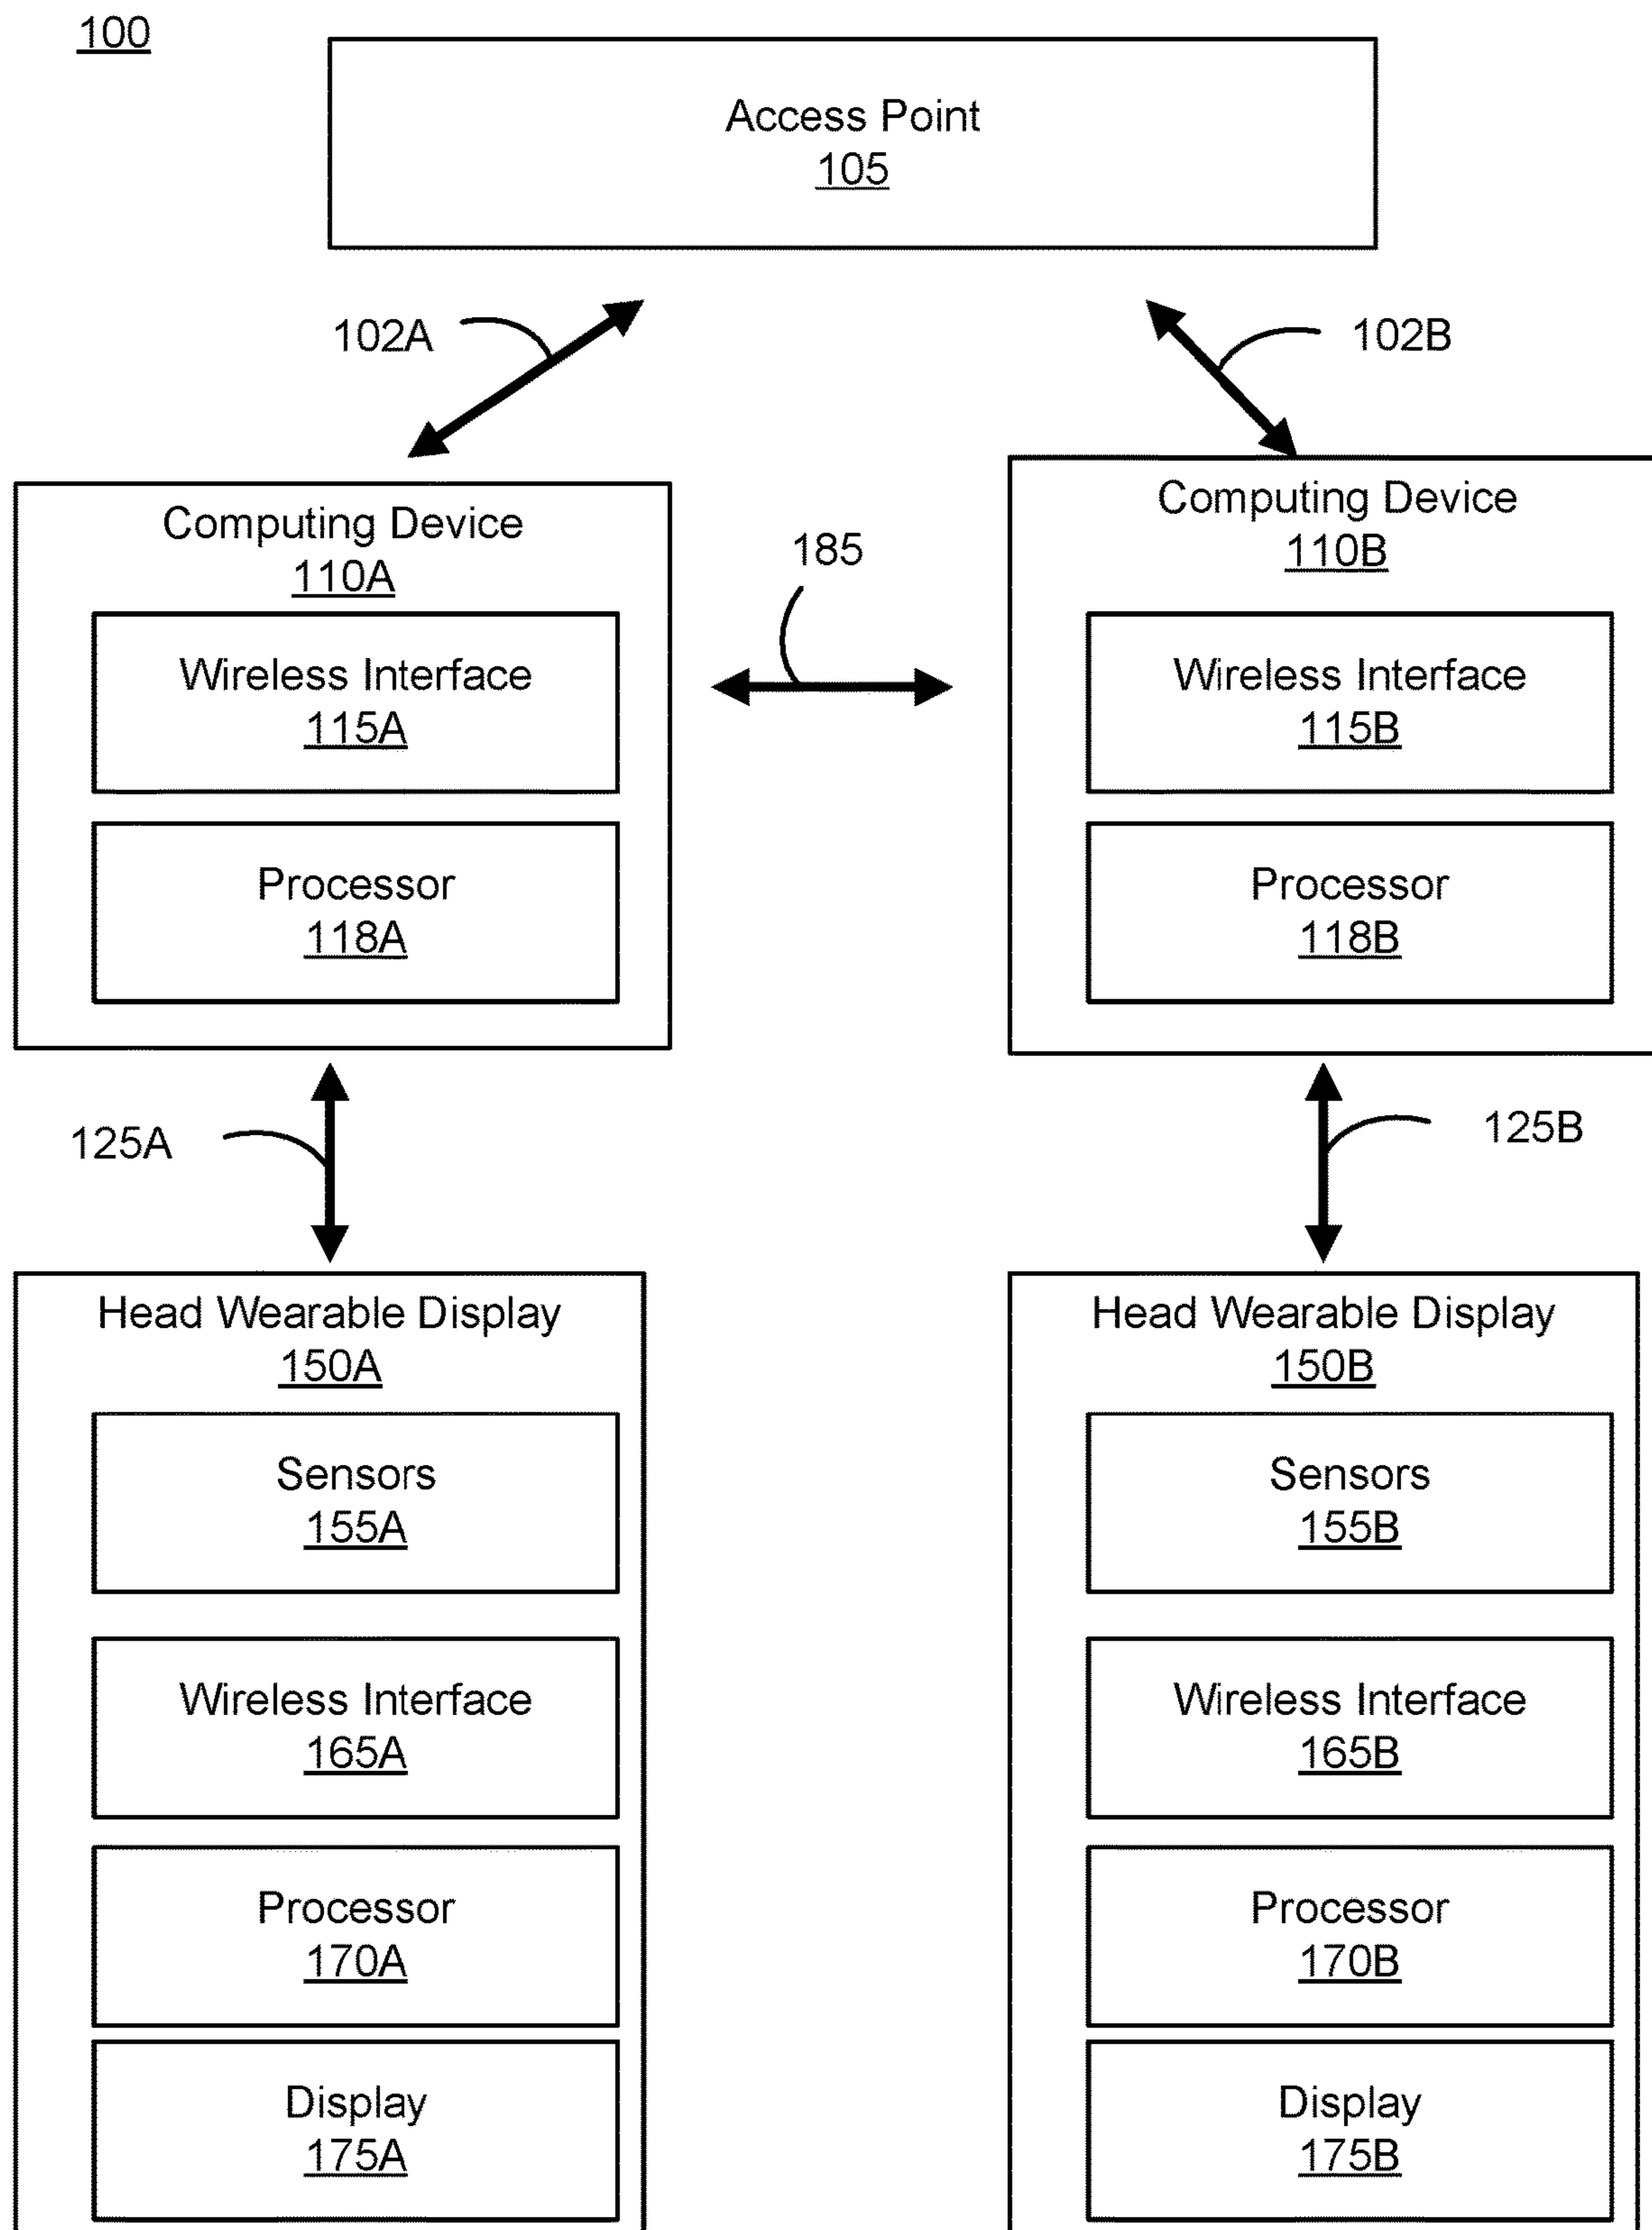 100
Access Point
105
102A
102B
Computing Device
110A
Wireless Interface
115A
Processor
118A
185
Computing Device
110B
Wireless Interface
115B
Processor
118B
125A
125B
Head Wearable Display
150A
Sensors
155A
Wireless Interface
165A
Processor
170A
Display
175A
Head Wearable Display
150B
Sensors
155B
Wireless Interface
165B
Processor
170B
Display
175B